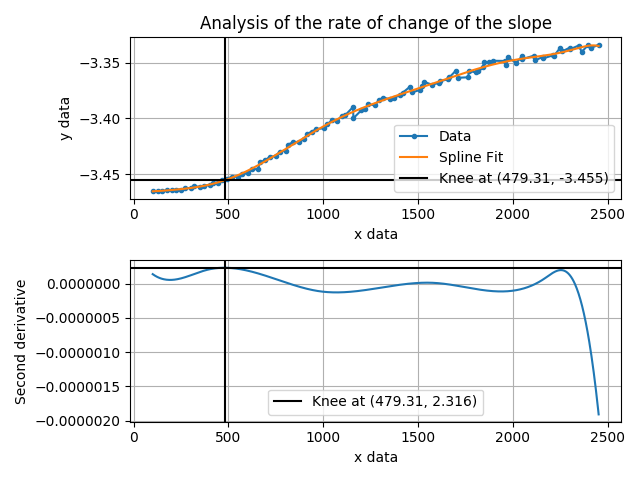 Analysis of the rate of change of the slope
y data
−3.35
−3.40
−3.45
Data
Spline Fit
Knee at (479.31, -3.455)
0 500 1000 1500 2000 2500
x data
Second derivative
0.0000000
−0.0000005
−0.0000010
−0.0000015
−0.0000020
Knee at (479.31, 2.316)
0 500 1000 1500 2000 2500
x data